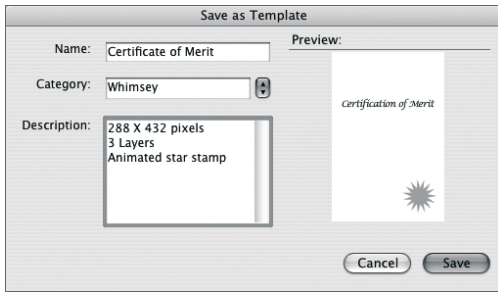 Save as Template
Name:
Certificate of Merit
Category:
Whimsey
Description:
288 X 432 pixels
3 Layers
Animated star stamp
Preview:
Certification of Merit
Cancel
Save